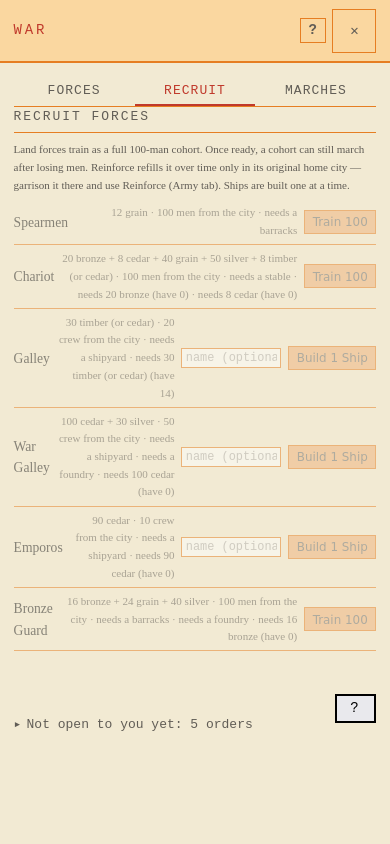 WAR
?
×
FORCES RECRUIT MARCHES
RECRUIT FORCES
Land forces train as a full 100-man cohort. Once ready, a cohort can still march
after losing men. Reinforce refills it over time only in its original home city —
garrison it there and use Reinforce (Army tab). Ships are built one at a time.
Spearmen
12 grain · 100 men from the city · needs a
barracks
Train 100
Chariot
20 bronze + 8 cedar + 40 grain + 50 silver + 8 timber
(or cedar) · 100 men from the city · needs a stable ·
needs 20 bronze (have 0) · needs 8 cedar (have 0)
Train 100
Galley
30 timber (or cedar) · 20
crew from the city · needs
a shipyard · needs 30
timber (or cedar) (have
14)
name (optiona
Build 1 Ship
War
Galley
100 cedar + 30 silver · 50
crew from the city · needs
a shipyard · needs a
foundry · needs 100 cedar
(have 0)
name (optiona
Build 1 Ship
Emporos
90 cedar · 10 crew
from the city · needs a
shipyard · needs 90
cedar (have 0)
name (optiona
Build 1 Ship
Bronze
Guard
16 bronze + 24 grain + 40 silver · 100 men from the
city · needs a barracks · needs a foundry · needs 16
bronze (have 0)
Train 100
?
▸ Not open to you yet: 5 orders